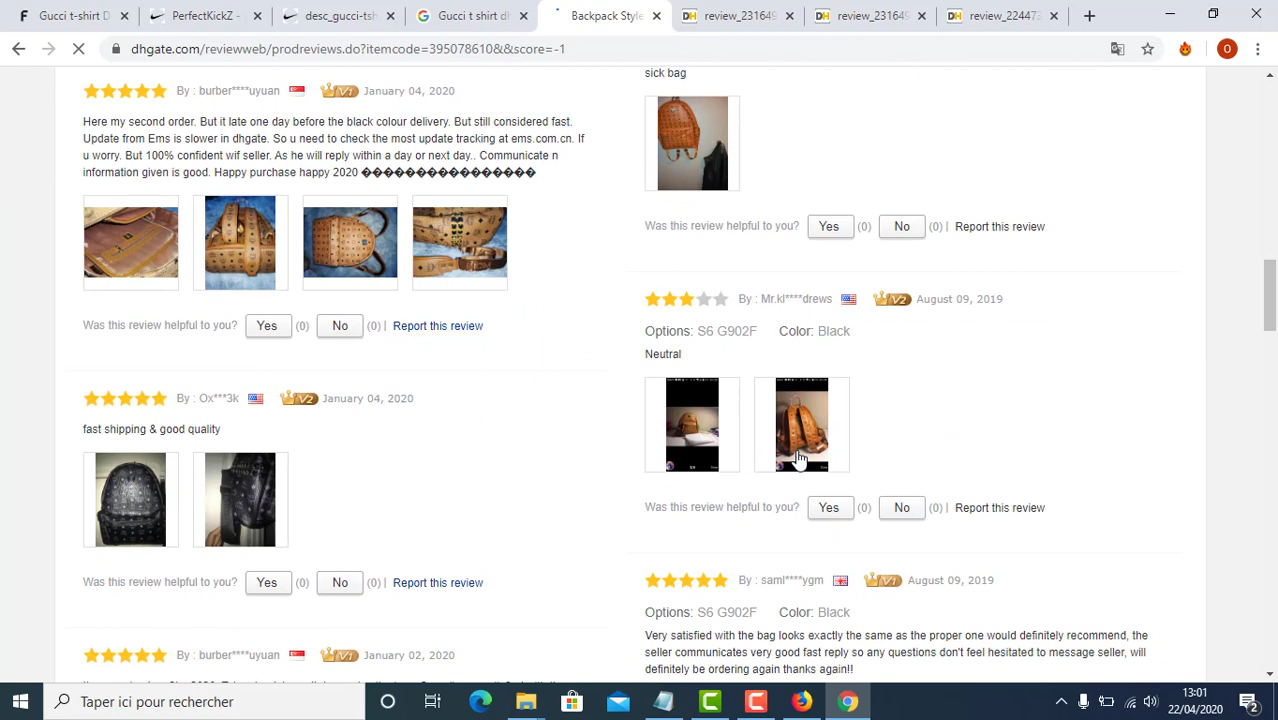 Gucci t-shirt D
PerfectKickZ -
desc_gucci-tsh
Gucci t shirt dh
Backpack Style
review_231649
review_231649
review_224473
dhgate.com/reviewweb/prodreviews.do?itemcode=395078610&&score=-1
O
By : burber****uyuan V1 January 04, 2020
Here my second order. But it late one day before the black colour delivery. But still considered fast.
Update from Ems is slower in dhgate. So u need to check the most update tracking at ems.com.cn. If
u worry. But 100% confident wif seller. As he will reply within a day or next day.. Communicate n
information given is good. Happy purchase happy 2020 �������������������
Was this review helpful to you? Yes (0) No (0) | Report this review
By : Ox***3k V2 January 04, 2020
fast shipping & good quality
Was this review helpful to you? Yes (0) No (0) | Report this review
By : burber****uyuan V1 January 02, 2020
sick bag
Was this review helpful to you? Yes (0) No (0) | Report this review
By : Mr.kl****drews V2 August 09, 2019
Options: S6 G902F Color: Black
Neutral
Was this review helpful to you? Yes (0) No (0) | Report this review
By : saml****ygm V1 August 09, 2019
Options: S6 G902F Color: Black
Very satisfied with the bag looks exactly the same as the proper one would definitely recommend, the
seller communicates very good fast reply so any questions don't feel hesitated to message seller, will
definitely be ordering again thanks again!!
Taper ici pour rechercher
13:01
22/04/2020
2